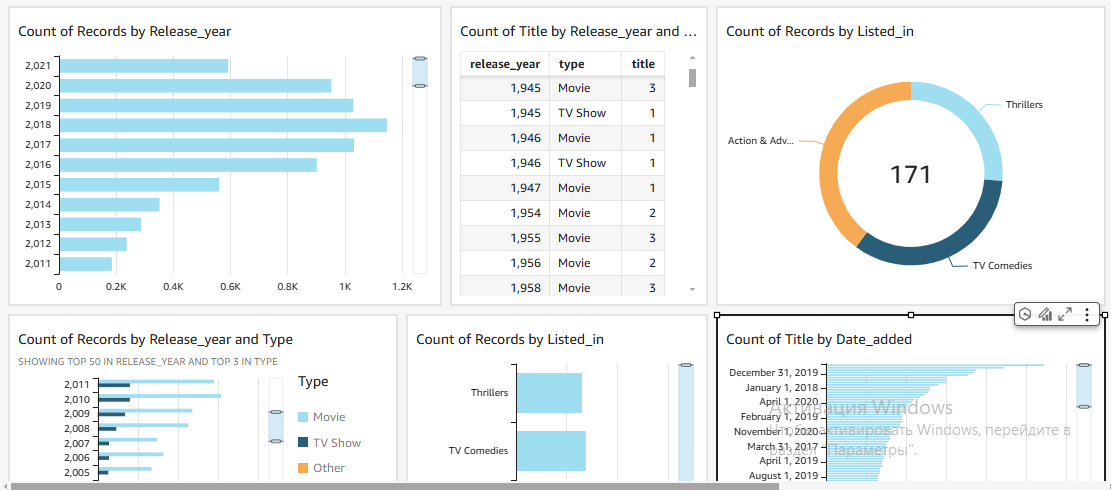 Count of Records by Release_year
2,021
2,020
2,019
2,018
2,017
2,016
2,015
2,014
2,013
2,012
2,011
0 0.2K 0.4K 0.6K 0.8K 1K 1.2K
Count of Title by Release_year and ...
release_year type title
1,945 Movie 3
1,945 TV Show 1
1,946 Movie 1
1,946 TV Show 1
1,947 Movie 1
1,954 Movie 2
1,955 Movie 3
1,956 Movie 2
1,958 Movie 3
Count of Records by Listed_in
Thrillers
Action & Adv...
171
TV Comedies
Count of Records by Release_year and Type
SHOWING TOP 50 IN RELEASE_YEAR AND TOP 3 IN TYPE
2,011
2,010
2,009
2,008
2,007
2,006
2,005
Type
Movie
TV Show
Other
Count of Records by Listed_in
Thrillers
TV Comedies
Count of Title by Date_added
December 31, 2019
January 1, 2018
April 1, 2020
February 1, 2019
November 1, 2020
March 31, 2017
April 1, 2019
August 1, 2019
Активация Windows
Чтобы активировать Windows, перейдите в
раздел "Параметры".